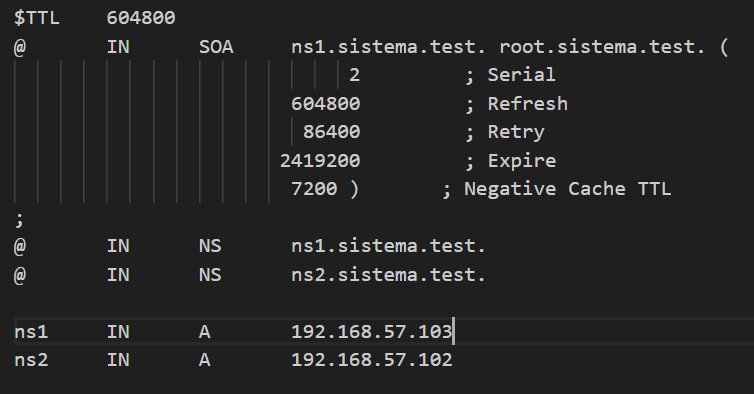 $TTL    604800
@       IN      SOA     ns1.sistema.test. root.sistema.test. (
                             2         ; Serial
                        604800         ; Refresh
                         86400         ; Retry
                       2419200         ; Expire
                        7200 )       ; Negative Cache TTL
;
@       IN      NS      ns1.sistema.test.
@       IN      NS      ns2.sistema.test.

ns1     IN      A       192.168.57.103
ns2     IN      A       192.168.57.102